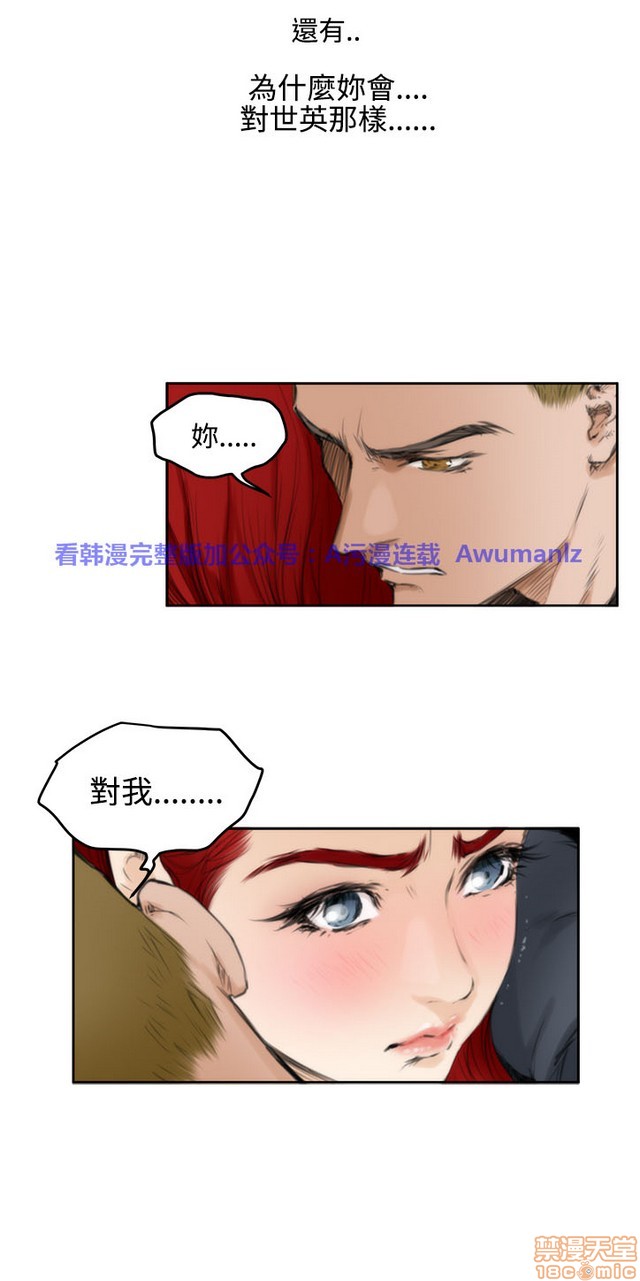 還有..
為什麼妳會....
對世英那樣......
妳.....
看韩漫完整版加公众号：A污漫连载 Awumanlz
對我........
禁漫天堂
18comic